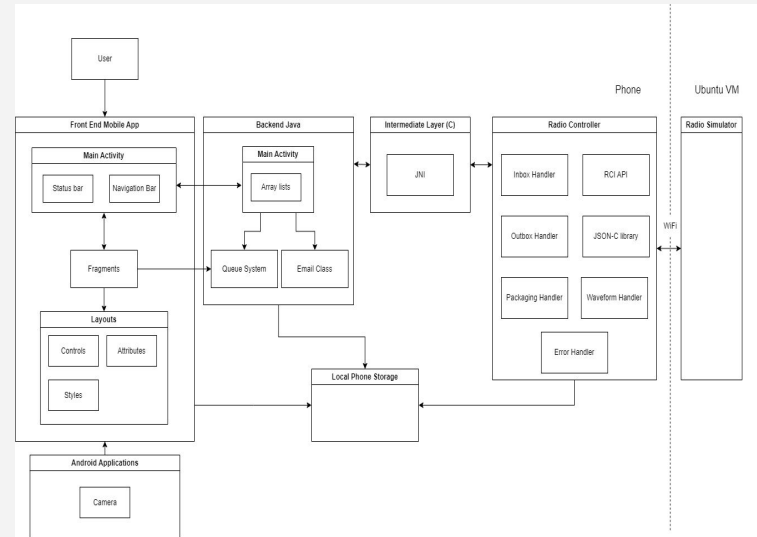 User
Phone
Ubuntu VM
Front End Mobile App
Main Activity
Status bar
Navigation Bar
Fragments
Layouts
Controls
Attributes
Styles
Android Applications
Camera
Backend Java
Main Activity
Array lists
Queue System
Email Class
Local Phone Storage
Intermediate Layer (C)
JNI
Radio Controller
Inbox Handler
RCI API
Outbox Handler
JSON-C library
Packaging Handler
Waveform Handler
Error Handler
WiFi
Radio Simulator